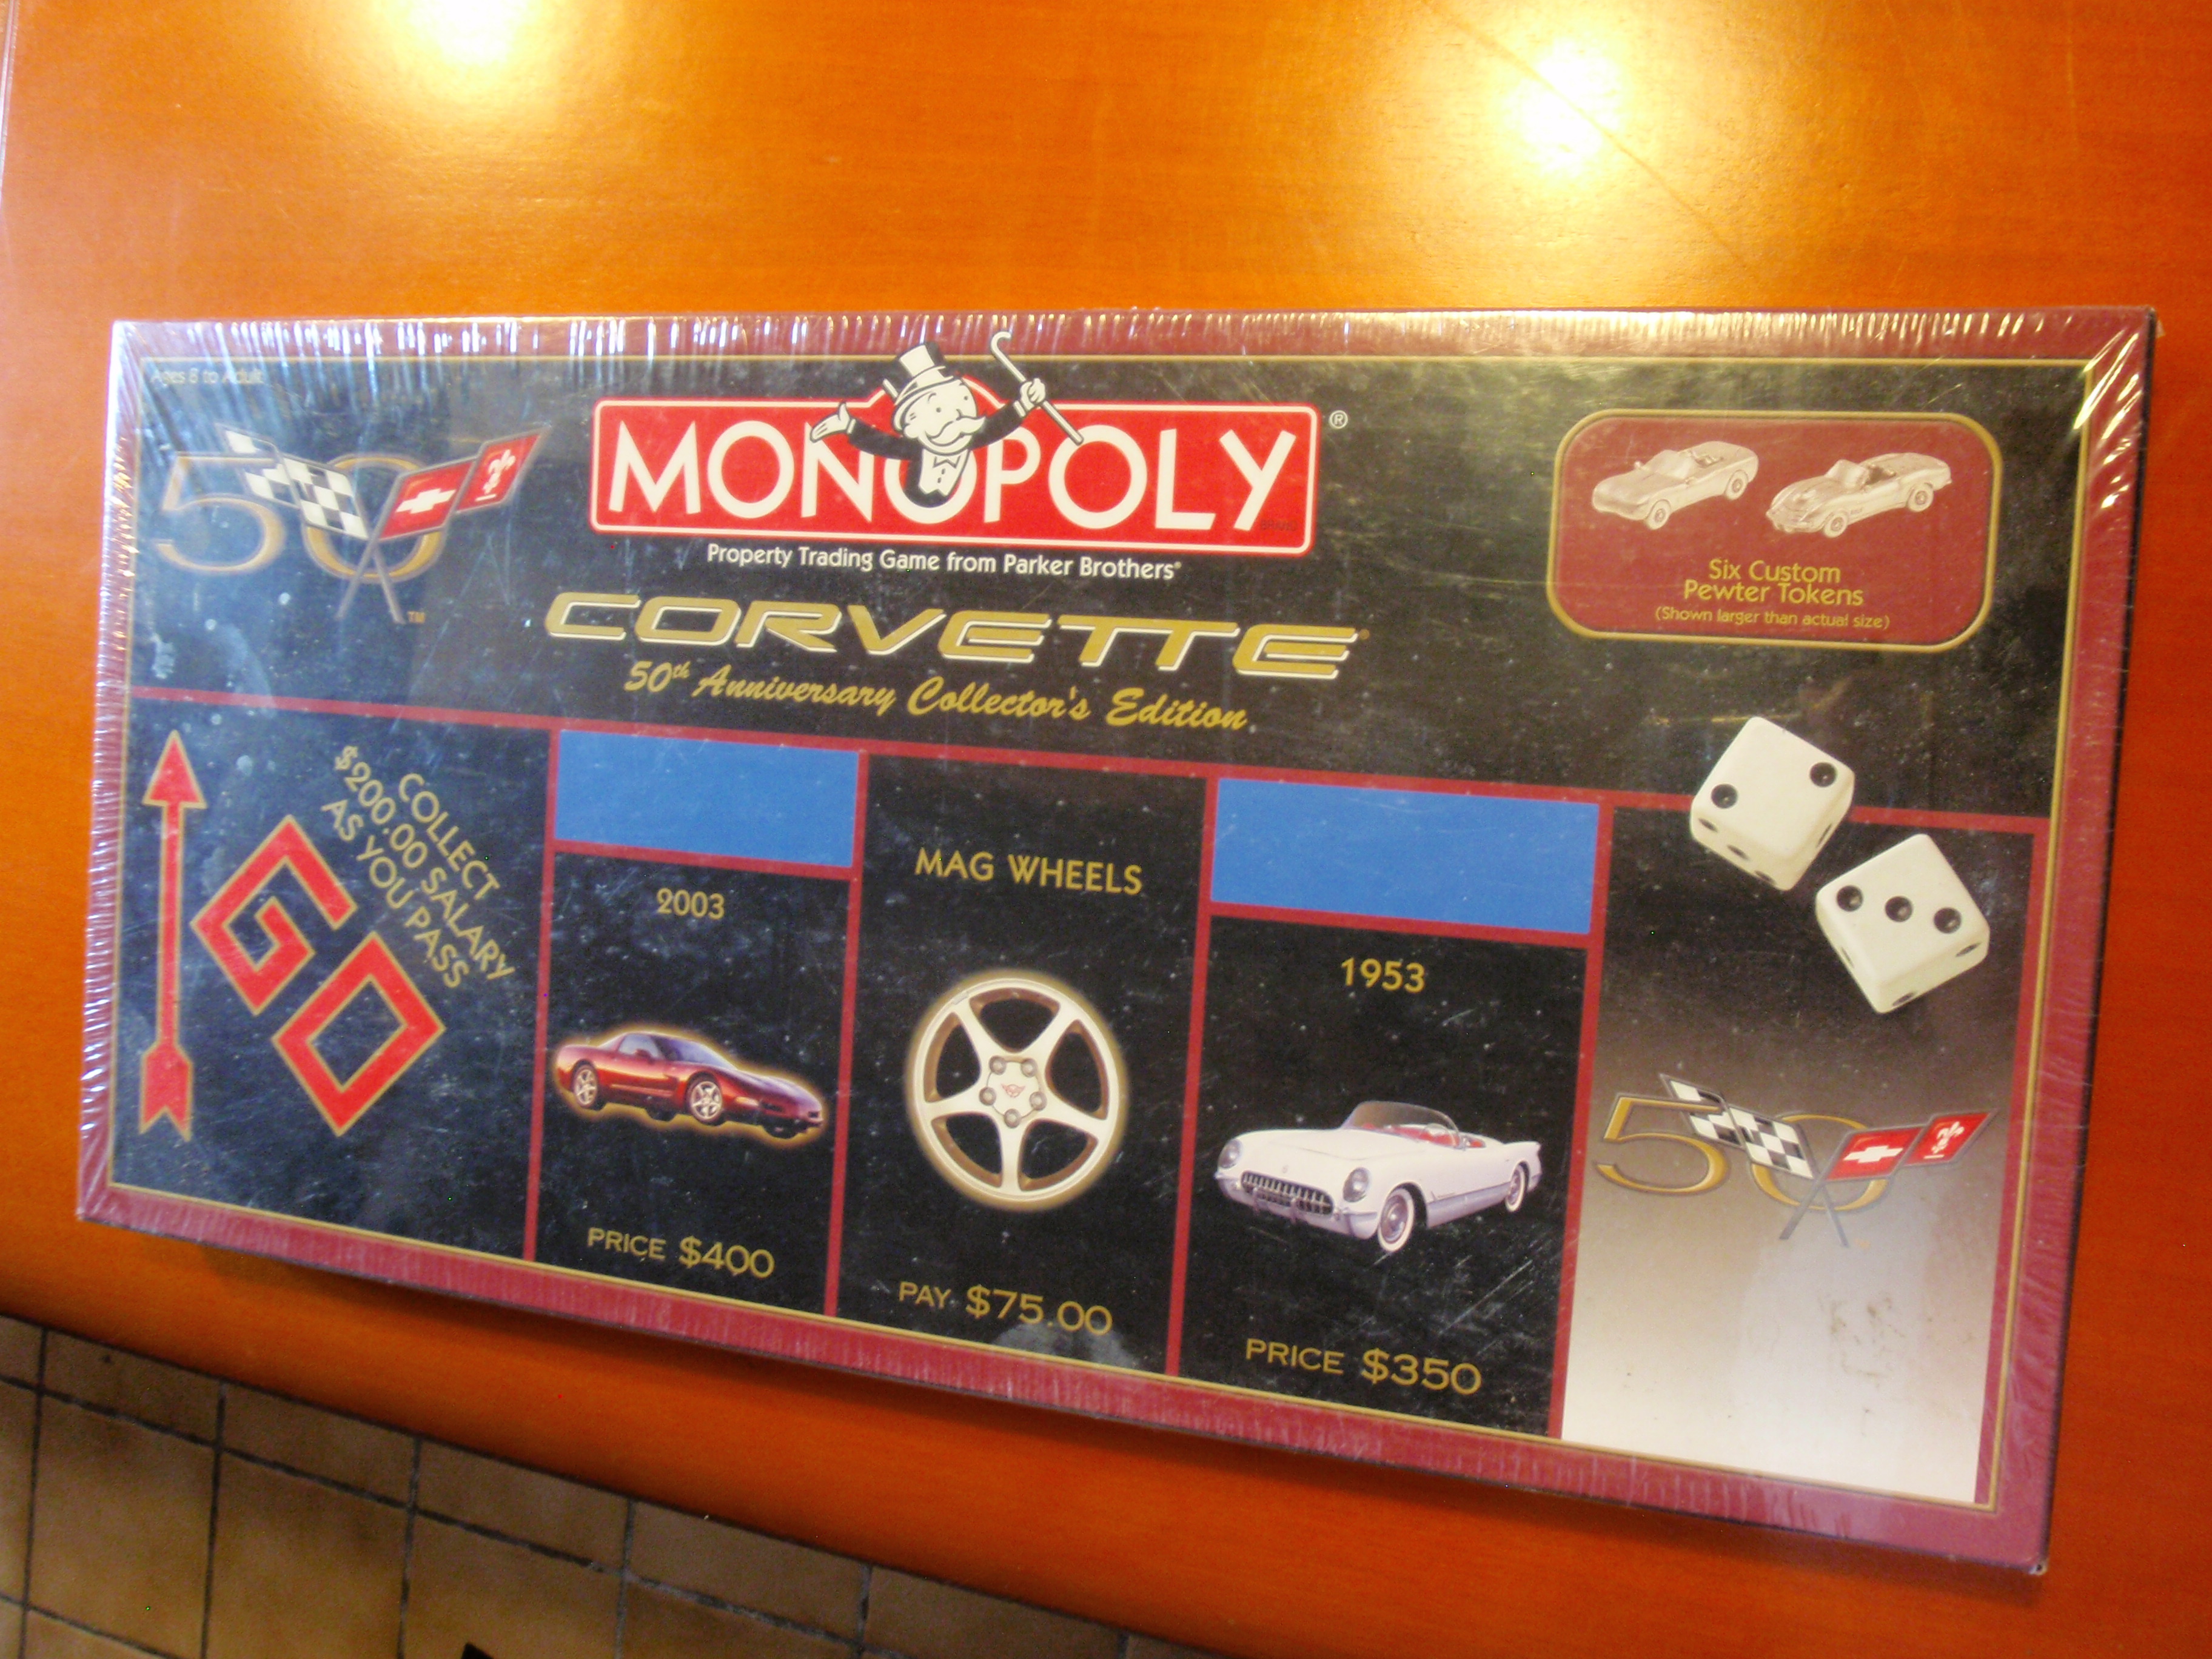 Ages 8 to Adult
50
TM
MONOPOLY®
Property Trading Game from Parker Brothers®
CORVETTE
50th Anniversary Collector's Edition
Six Custom
Pewter Tokens
(Shown larger than actual size)
COLLECT
$200.00 SALARY
AS YOU PASS
GO
2003
PRICE $400
MAG WHEELS
PAY $75.00
1953
PRICE $350
50